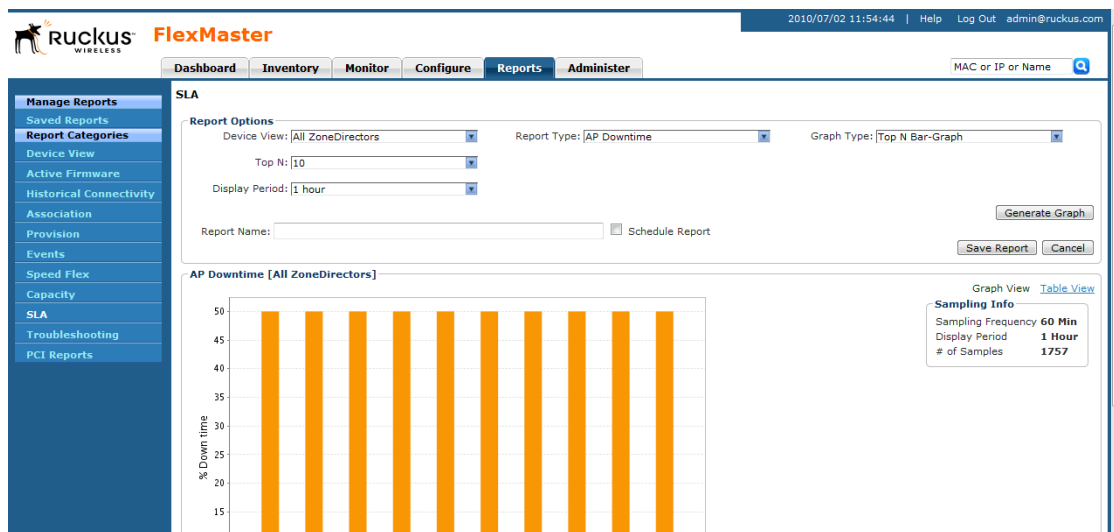 2010/07/02 11:54:44 | Help Log Out admin@ruckus.com
Ruckus WIRELESS FlexMaster
Dashboard Inventory Monitor Configure Reports Administer MAC or IP or Name
Manage Reports
Saved Reports
Report Categories
Device View
Active Firmware
Historical Connectivity
Association
Provision
Events
Speed Flex
Capacity
SLA
Troubleshooting
PCI Reports
SLA
Report Options
Device View: All ZoneDirectors Report Type: AP Downtime Graph Type: Top N Bar-Graph
Top N: 10
Display Period: 1 hour
Generate Graph
Report Name: Schedule Report
Save Report Cancel
AP Downtime [All ZoneDirectors]
Graph View Table View
Sampling Info
Sampling Frequency 60 Min
Display Period 1 Hour
# of Samples 1757
50
45
40
35
30
25
20
15
% Down time